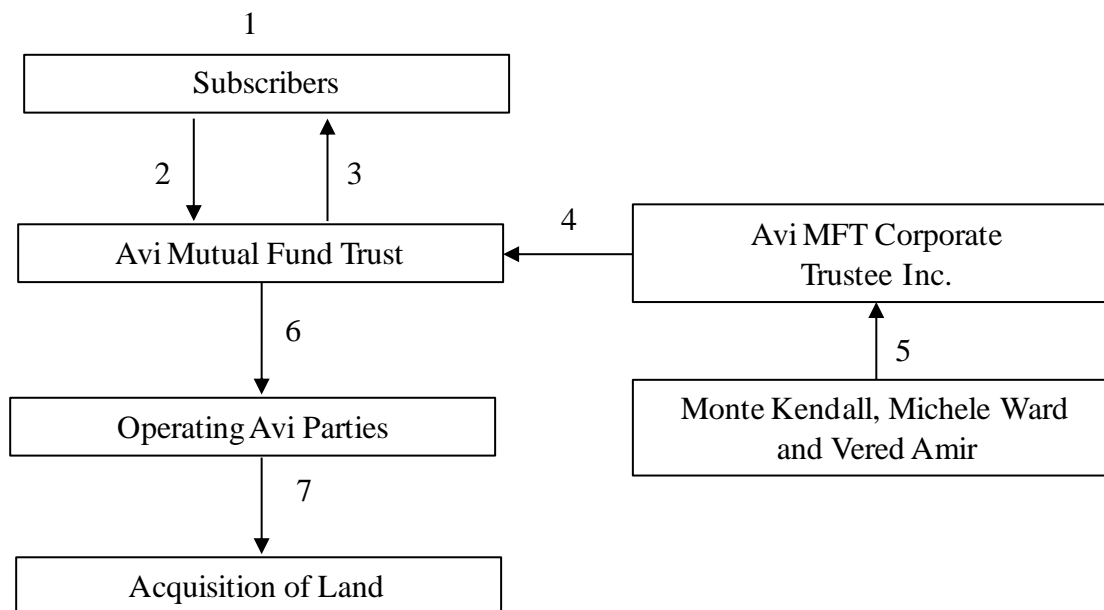 1
Subscribers
2
3
Avi Mutual Fund Trust
4
Avi MFT Corporate
Trustee Inc.
5
6
Monte Kendall, Michele Ward
and Vered Amir
Operating Avi Parties
7
Acquisition of Land